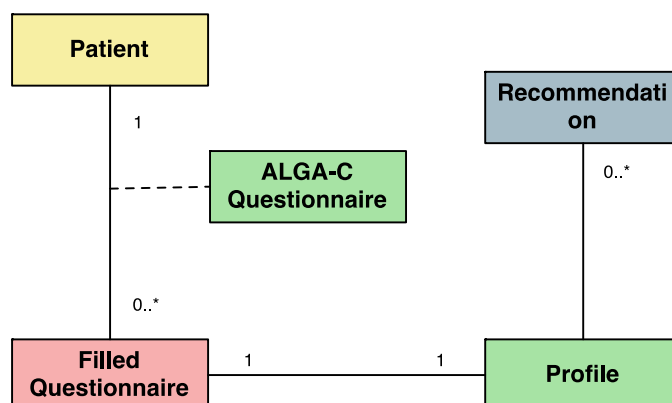 Patient
Recommendati
on
1
ALGA-C
Questionnaire
0..*
0..*
Filled
Questionnaire
1
1
Profile